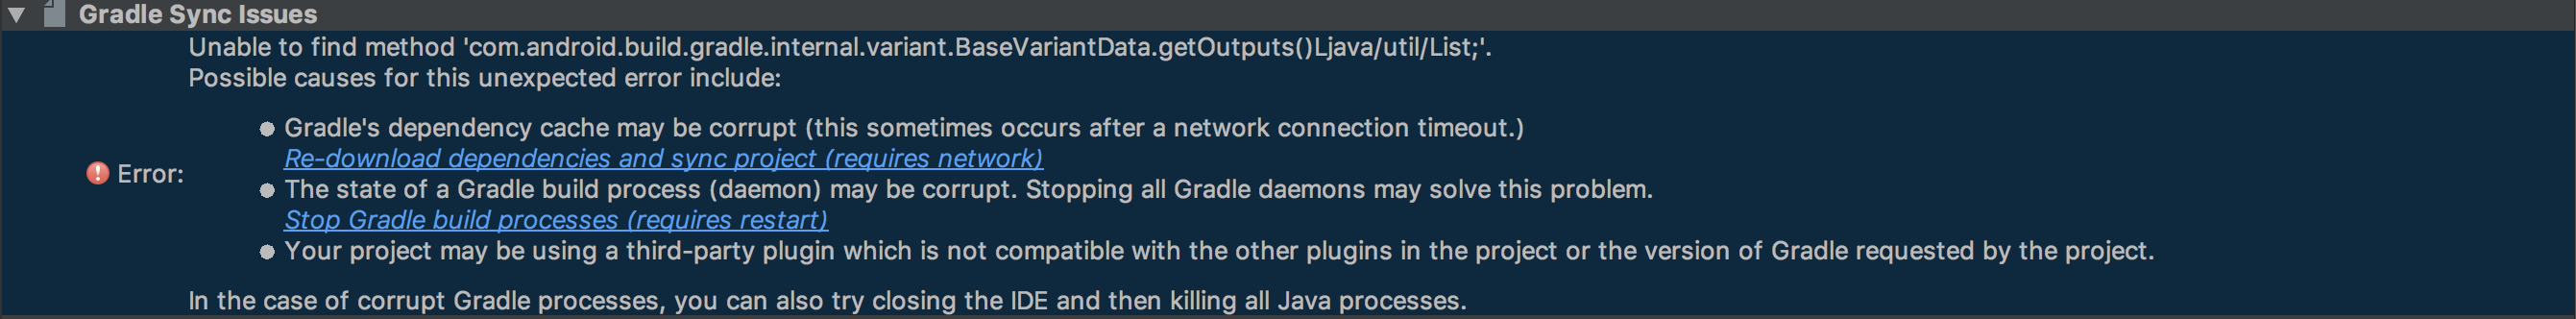 Gradle Sync Issues
Unable to find method 'com.android.build.gradle.internal.variant.BaseVariantData.getOutputs()Ljava/util/List;'.
Possible causes for this unexpected error include:
Gradle's dependency cache may be corrupt (this sometimes occurs after a network connection timeout.)
Re-download dependencies and sync project (requires network)
Error:
The state of a Gradle build process (daemon) may be corrupt. Stopping all Gradle daemons may solve this problem.
Stop Gradle build processes (requires restart)
Your project may be using a third-party plugin which is not compatible with the other plugins in the project or the version of Gradle requested by the project.
In the case of corrupt Gradle processes, you can also try closing the IDE and then killing all Java processes.